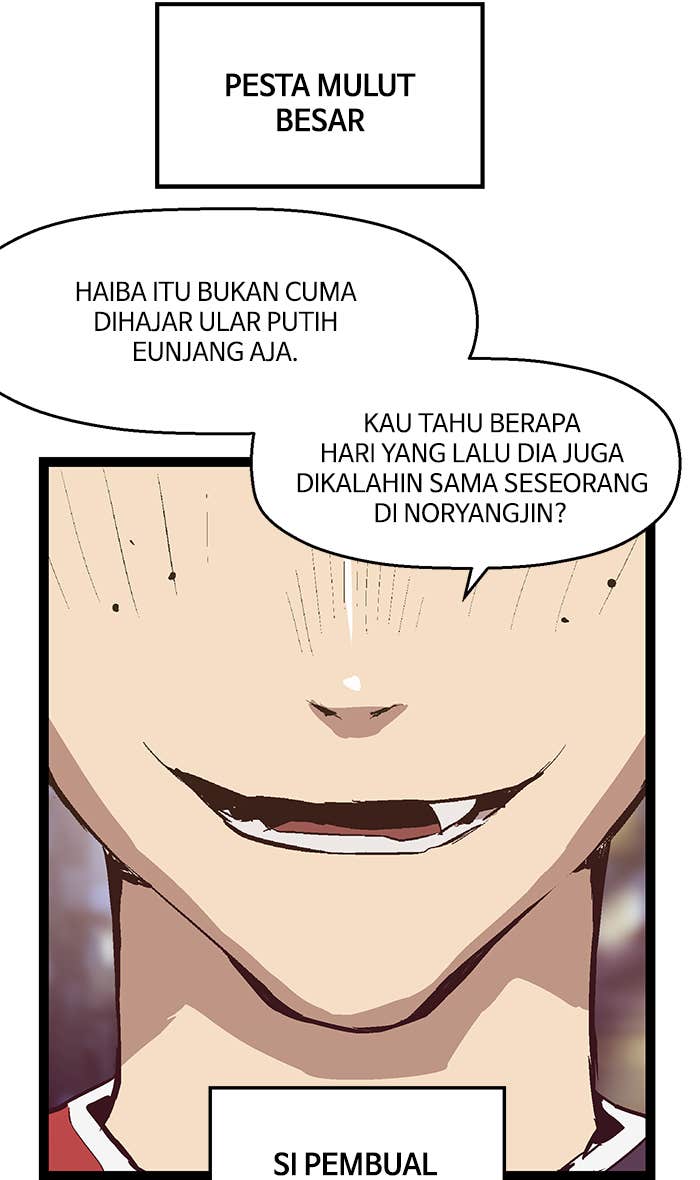 PESTA MULUT
BESAR
HAIBA ITU BUKAN CUMA
DIHAJAR ULAR PUTIH
EUNJANG AJA.
KAU TAHU BERAPA
HARI YANG LALU DIA JUGA
DIKALAHIN SAMA SESEORANG
DI NORYANGJIN?
SI PEMBUAL